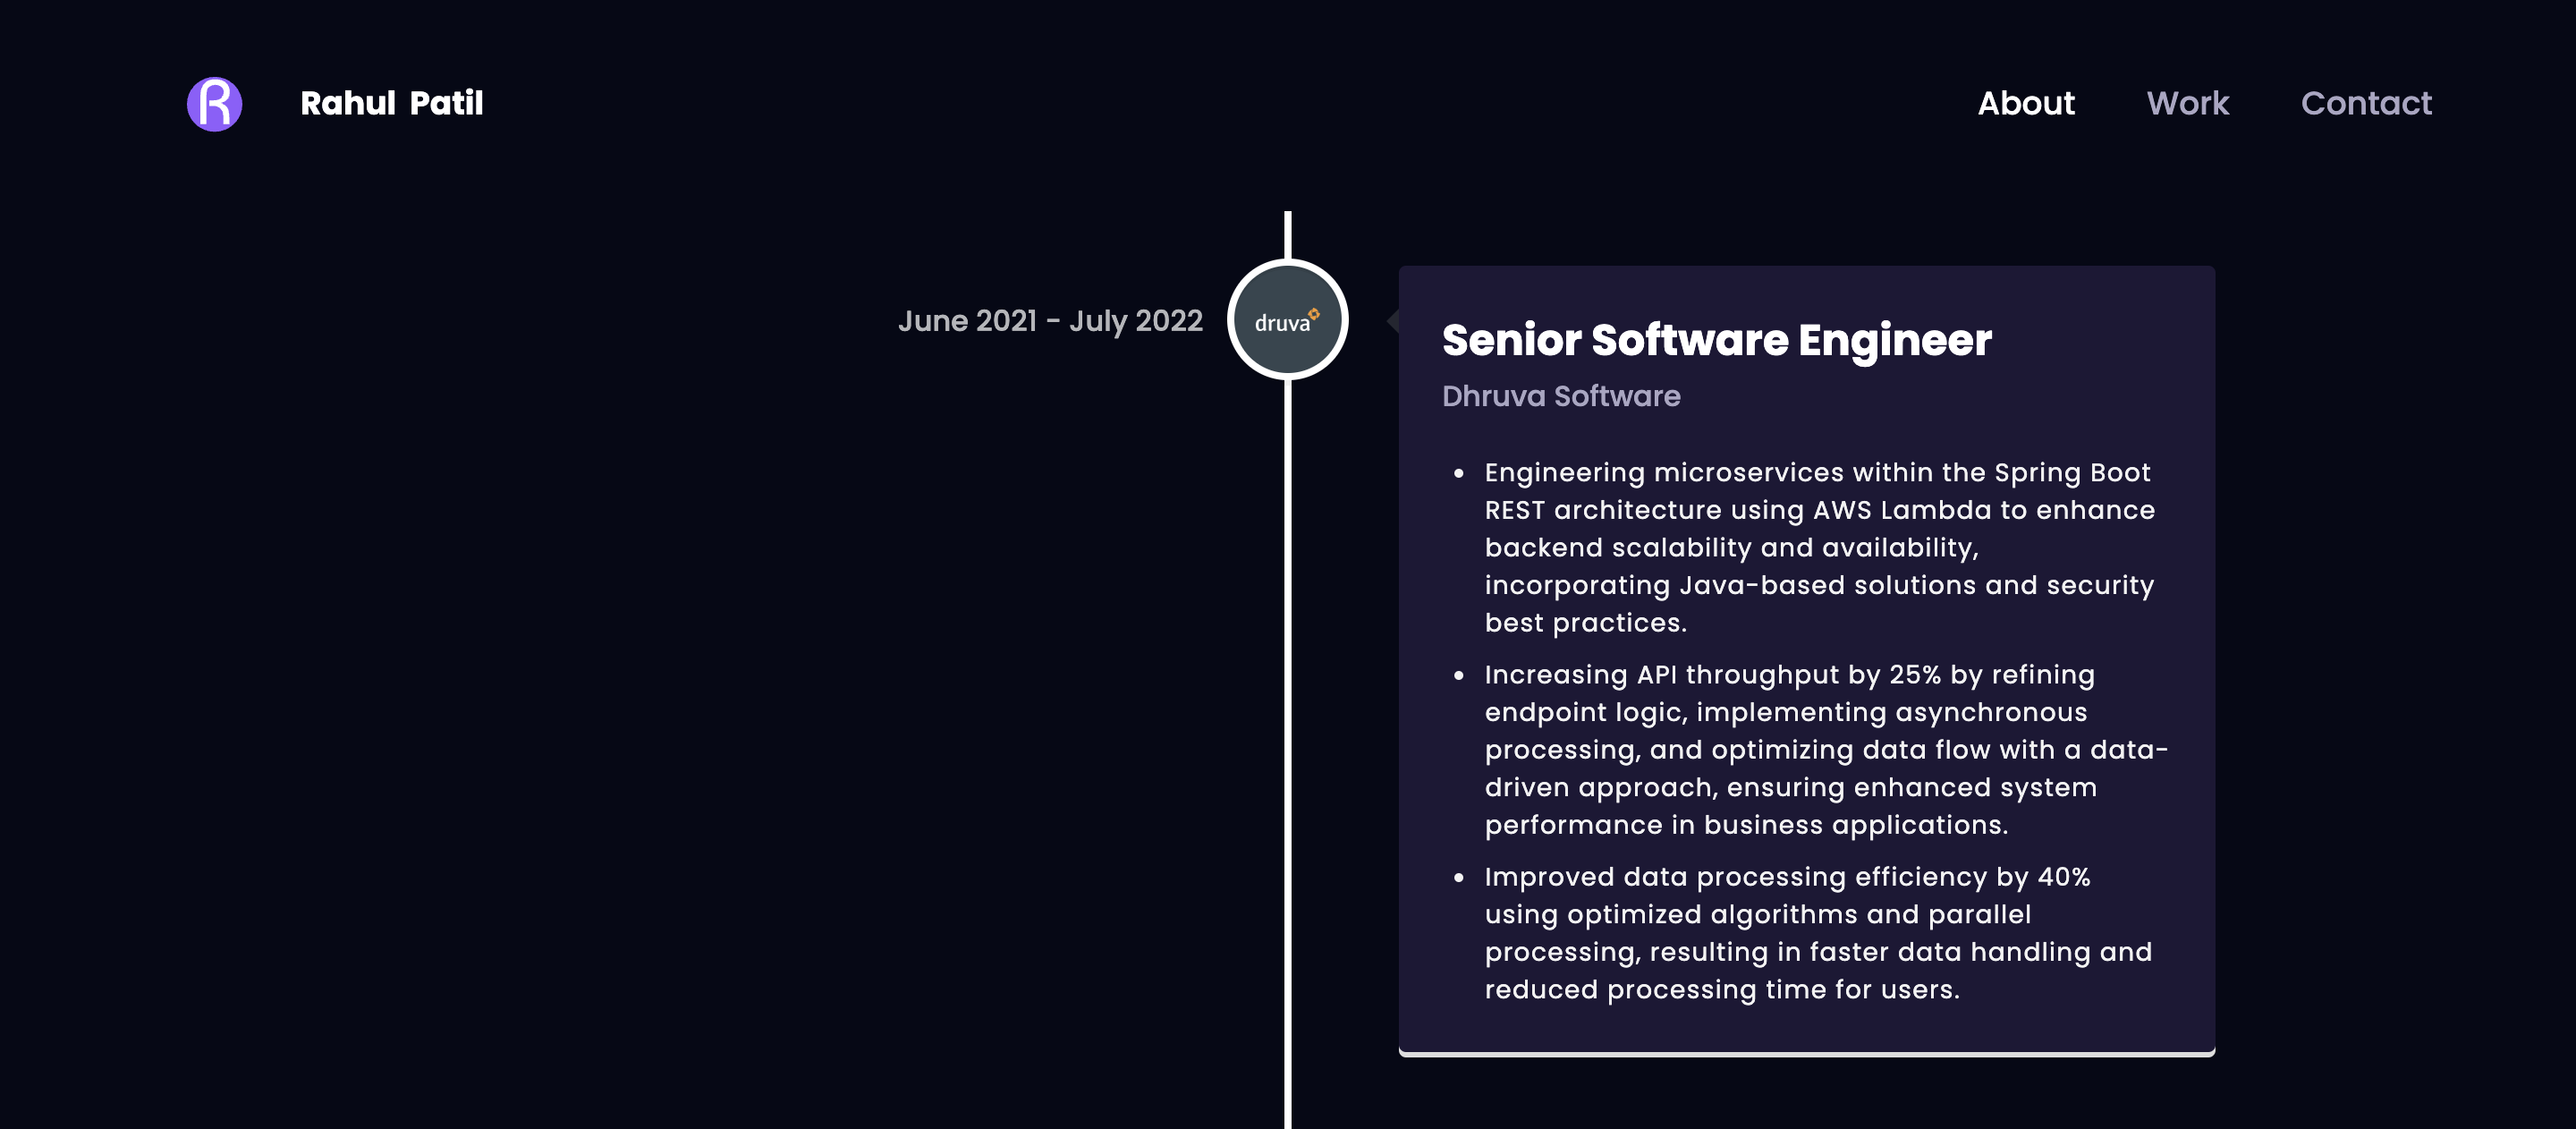 R
Rahul Patil
About
Work
Contact
June 2021 - July 2022
druva
Senior Software Engineer
Dhruva Software
• Engineering microservices within the Spring Boot
REST architecture using AWS Lambda to enhance
backend scalability and availability,
incorporating Java-based solutions and security
best practices.
• Increasing API throughput by 25% by refining
endpoint logic, implementing asynchronous
processing, and optimizing data flow with a data-
driven approach, ensuring enhanced system
performance in business applications.
• Improved data processing efficiency by 40%
using optimized algorithms and parallel
processing, resulting in faster data handling and
reduced processing time for users.